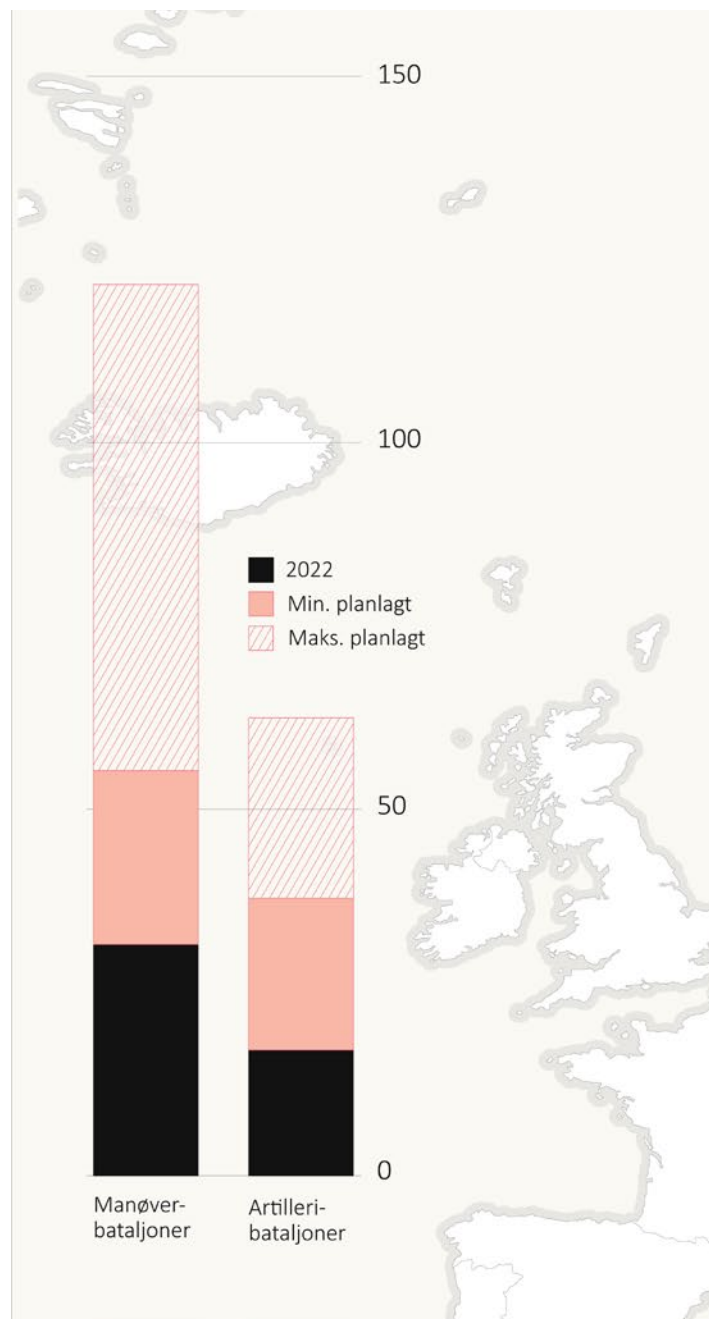 150
100
2022
Min. planlagt
Maks. planlagt
50
0
Manøver-
bataljoner
Artilleri-
bataljoner